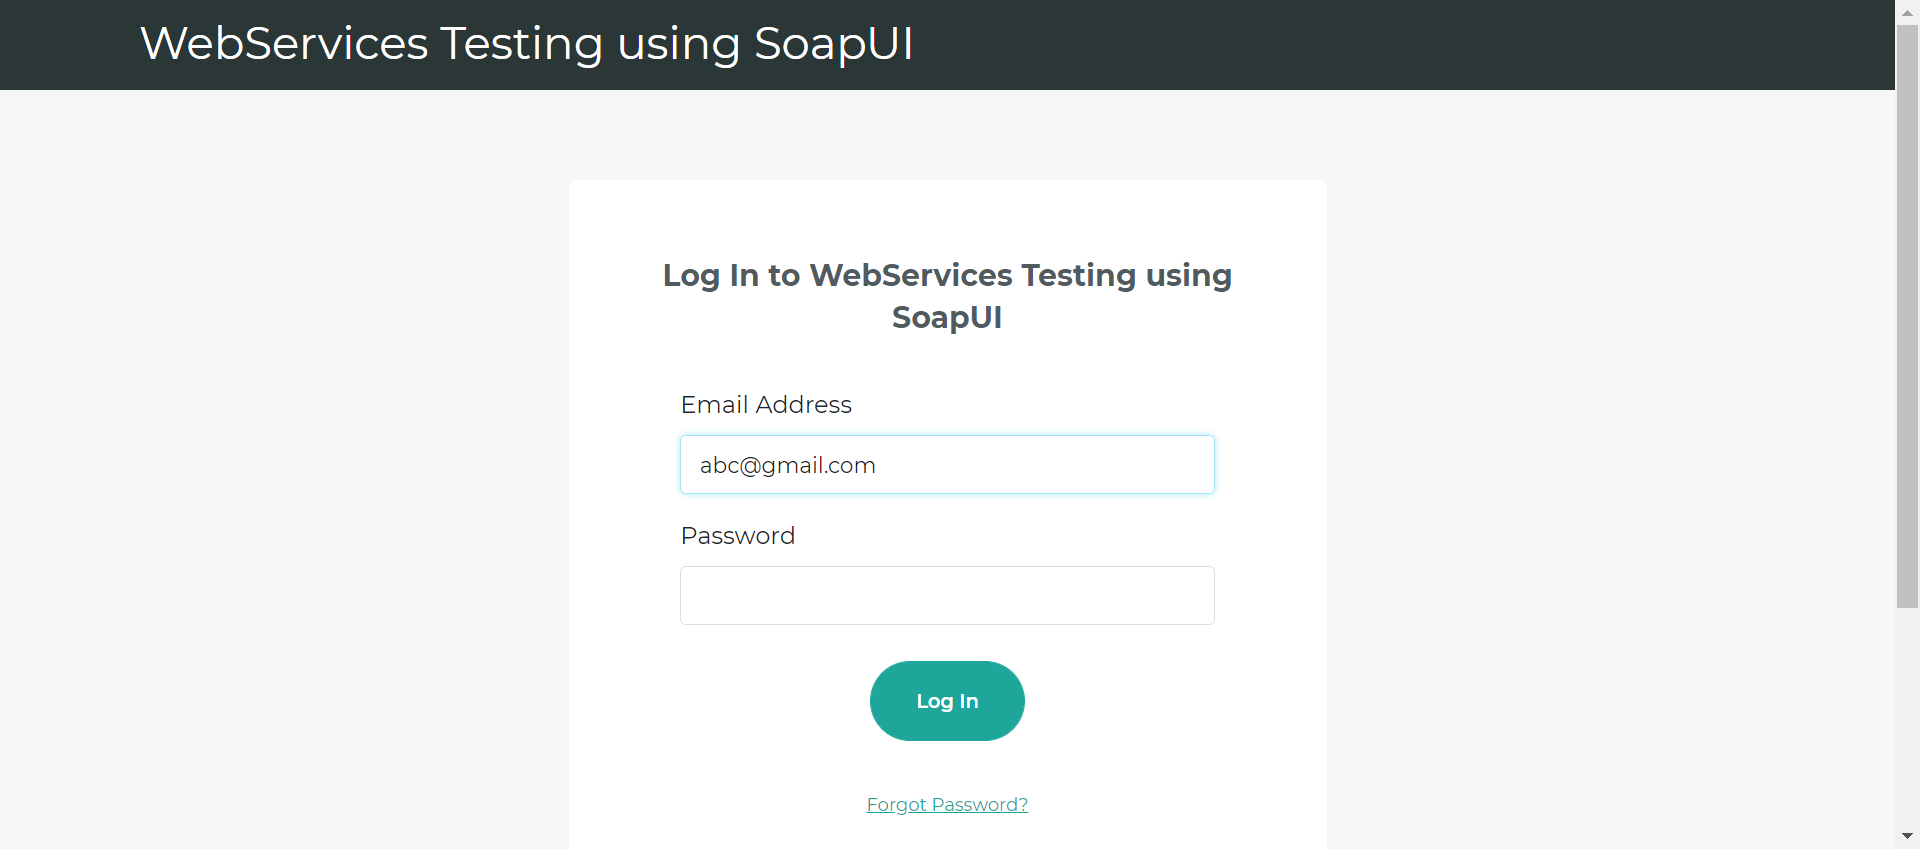 WebServices Testing using SoapUI
Log In to WebServices Testing using
SoapUI
Email Address
abc@gmail.com
Password
Log In
Forgot Password?